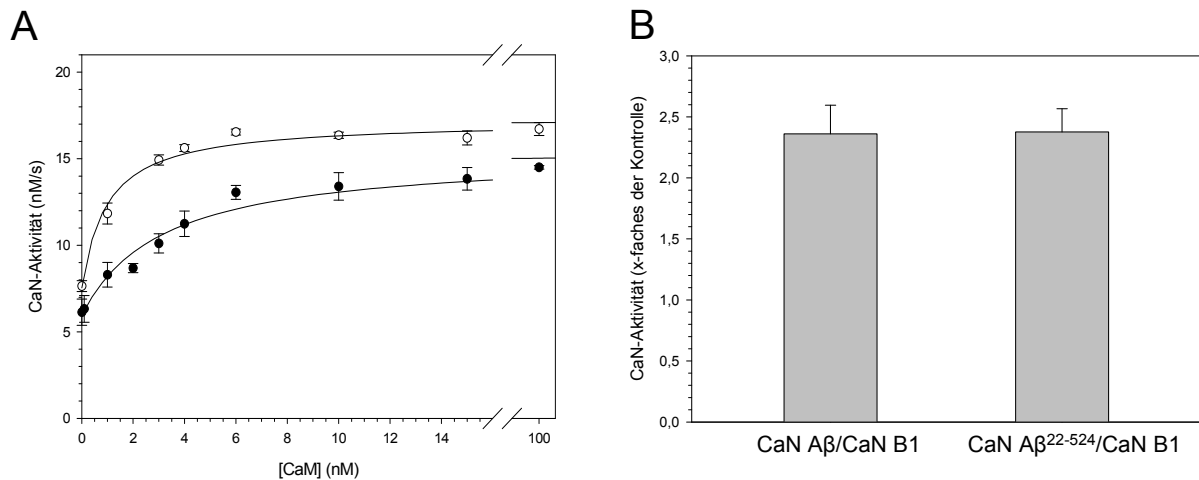 A
CaN-Aktivität (nM/s)
20
15
10
5
0
0 2 4 6 8 10 12 14 100
[CaM] (nM)
B
CaN-Aktivität (x-faches der Kontrolle)
3,0
2,5
2,0
1,5
1,0
0,5
0,0
CaN Aβ/CaN B1 CaN Aβ²²⁻⁵²⁴/CaN B1